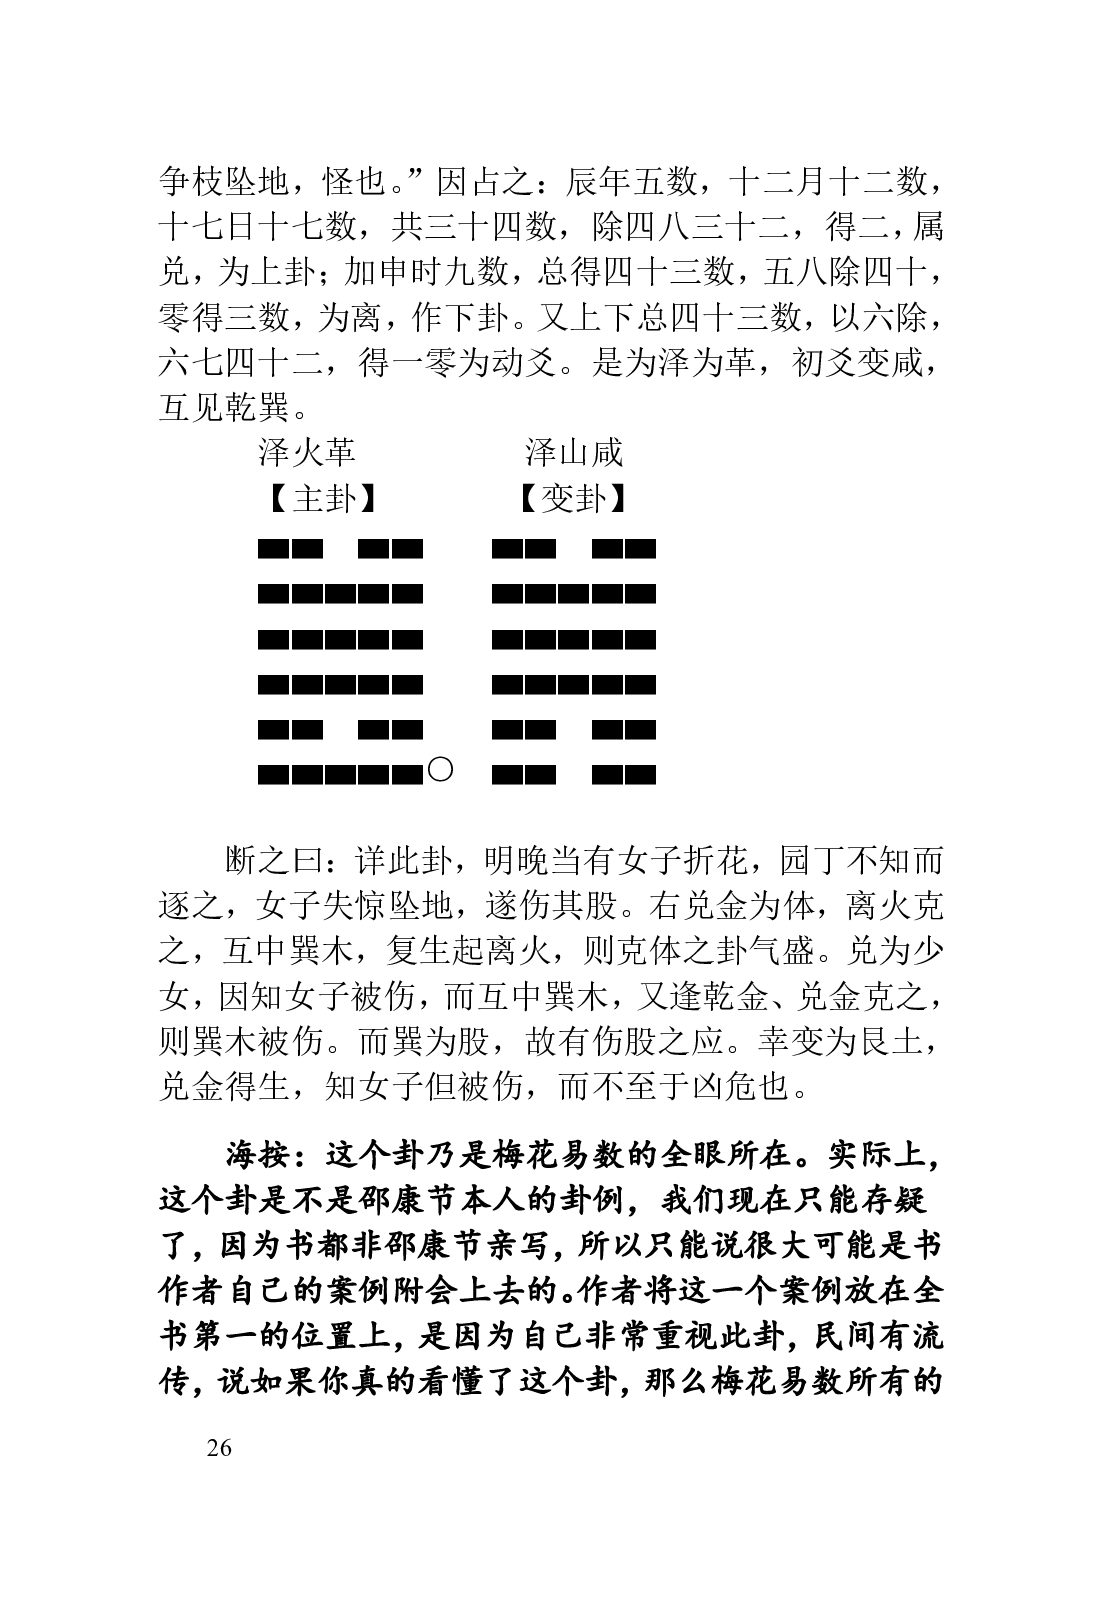 争枝坠地，怪也。”因占之：辰年五数，十二月十二数，
十七日十七数，共三十四数，除四八三十二，得二，属
兑，为上卦；加申时九数，总得四十三数，五八除四十，
零得三数，为离，作下卦。又上下总四十三数，以六除，
六七四十二，得一零为动爻。是为泽为革，初爻变咸，
互见乾巽。
泽火革 泽山咸
【主卦】 【变卦】
断之曰：详此卦，明晚当有女子折花，园丁不知而
逐之，女子失惊坠地，遂伤其股。右兑金为体，离火克
之，互中巽木，复生起离火，则克体之卦气盛。兑为少
女，因知女子被伤，而互中巽木，又逢乾金、兑金克之，
则巽木被伤。而巽为股，故有伤股之应。幸变为艮土，
兑金得生，知女子但被伤，而不至于凶危也。
海按：这个卦乃是梅花易数的全眼所在。实际上，
这个卦是不是邵康节本人的卦例，我们现在只能存疑
了，因为书都非邵康节亲写，所以只能说很大可能是书
作者自己的案例附会上去的。作者将这一个案例放在全
书第一的位置上，是因为自己非常重视此卦，民间有流
传，说如果你真的看懂了这个卦，那么梅花易数所有的
26